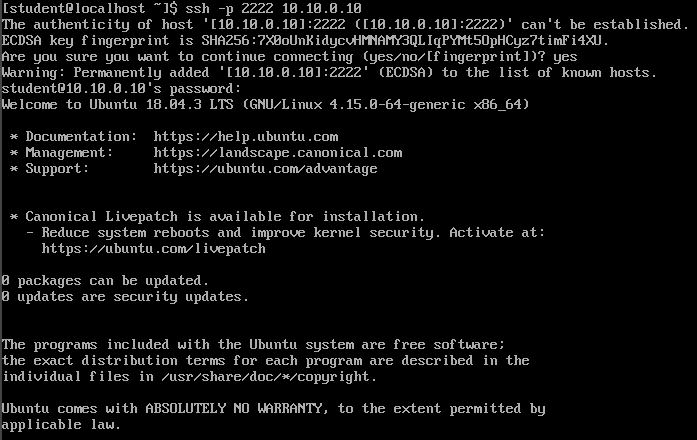 [student@localhost ~]$ ssh -p 2222 10.10.0.10
The authenticity of host '[10.10.0.10]:2222 ([10.10.0.10]:2222)' can't be established.
ECDSA key fingerprint is SHA256:7X0oUnKidycvHMNAMY3QLIqPYMt5OpHCyz7timFi4XU.
Are you sure you want to continue connecting (yes/no/[fingerprint])? yes
Warning: Permanently added '[10.10.0.10]:2222' (ECDSA) to the list of known hosts.
student@10.10.0.10's password:
Welcome to Ubuntu 18.04.3 LTS (GNU/Linux 4.15.0-64-generic x86_64)
* Documentation:  https://help.ubuntu.com
* Management:     https://landscape.canonical.com
* Support:        https://ubuntu.com/advantage
* Canonical Livepatch is available for installation.
- Reduce system reboots and improve kernel security. Activate at:
https://ubuntu.com/livepatch
0 packages can be updated.
0 updates are security updates.
The programs included with the Ubuntu system are free software;
the exact distribution terms for each program are described in the
individual files in /usr/share/doc/*/copyright.
Ubuntu comes with ABSOLUTELY NO WARRANTY, to the extent permitted by
applicable law.